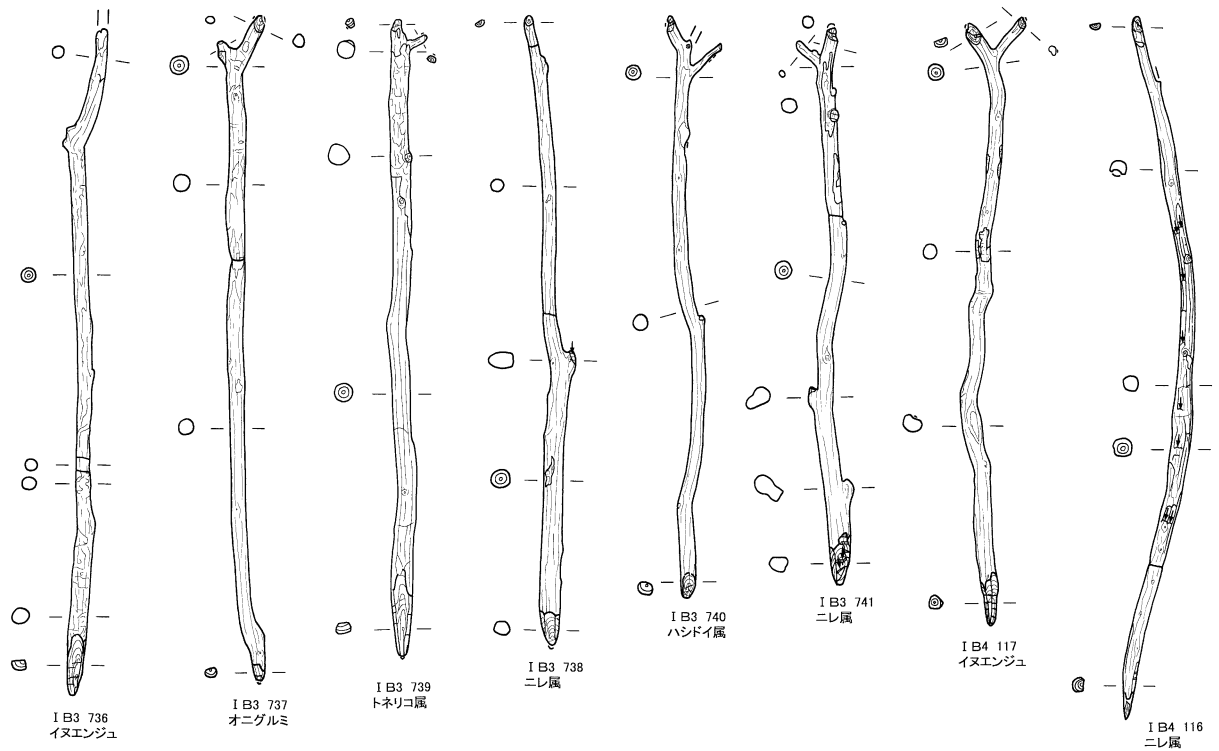 I B3 736
イヌエンジュ
I B3 737
オニグルミ
I B3 739
トネリコ属
I B3 738
ニレ属
I B3 740
ハシドイ属
I B3 741
ニレ属
I B4 117
イヌエンジュ
I B4 116
ニレ属